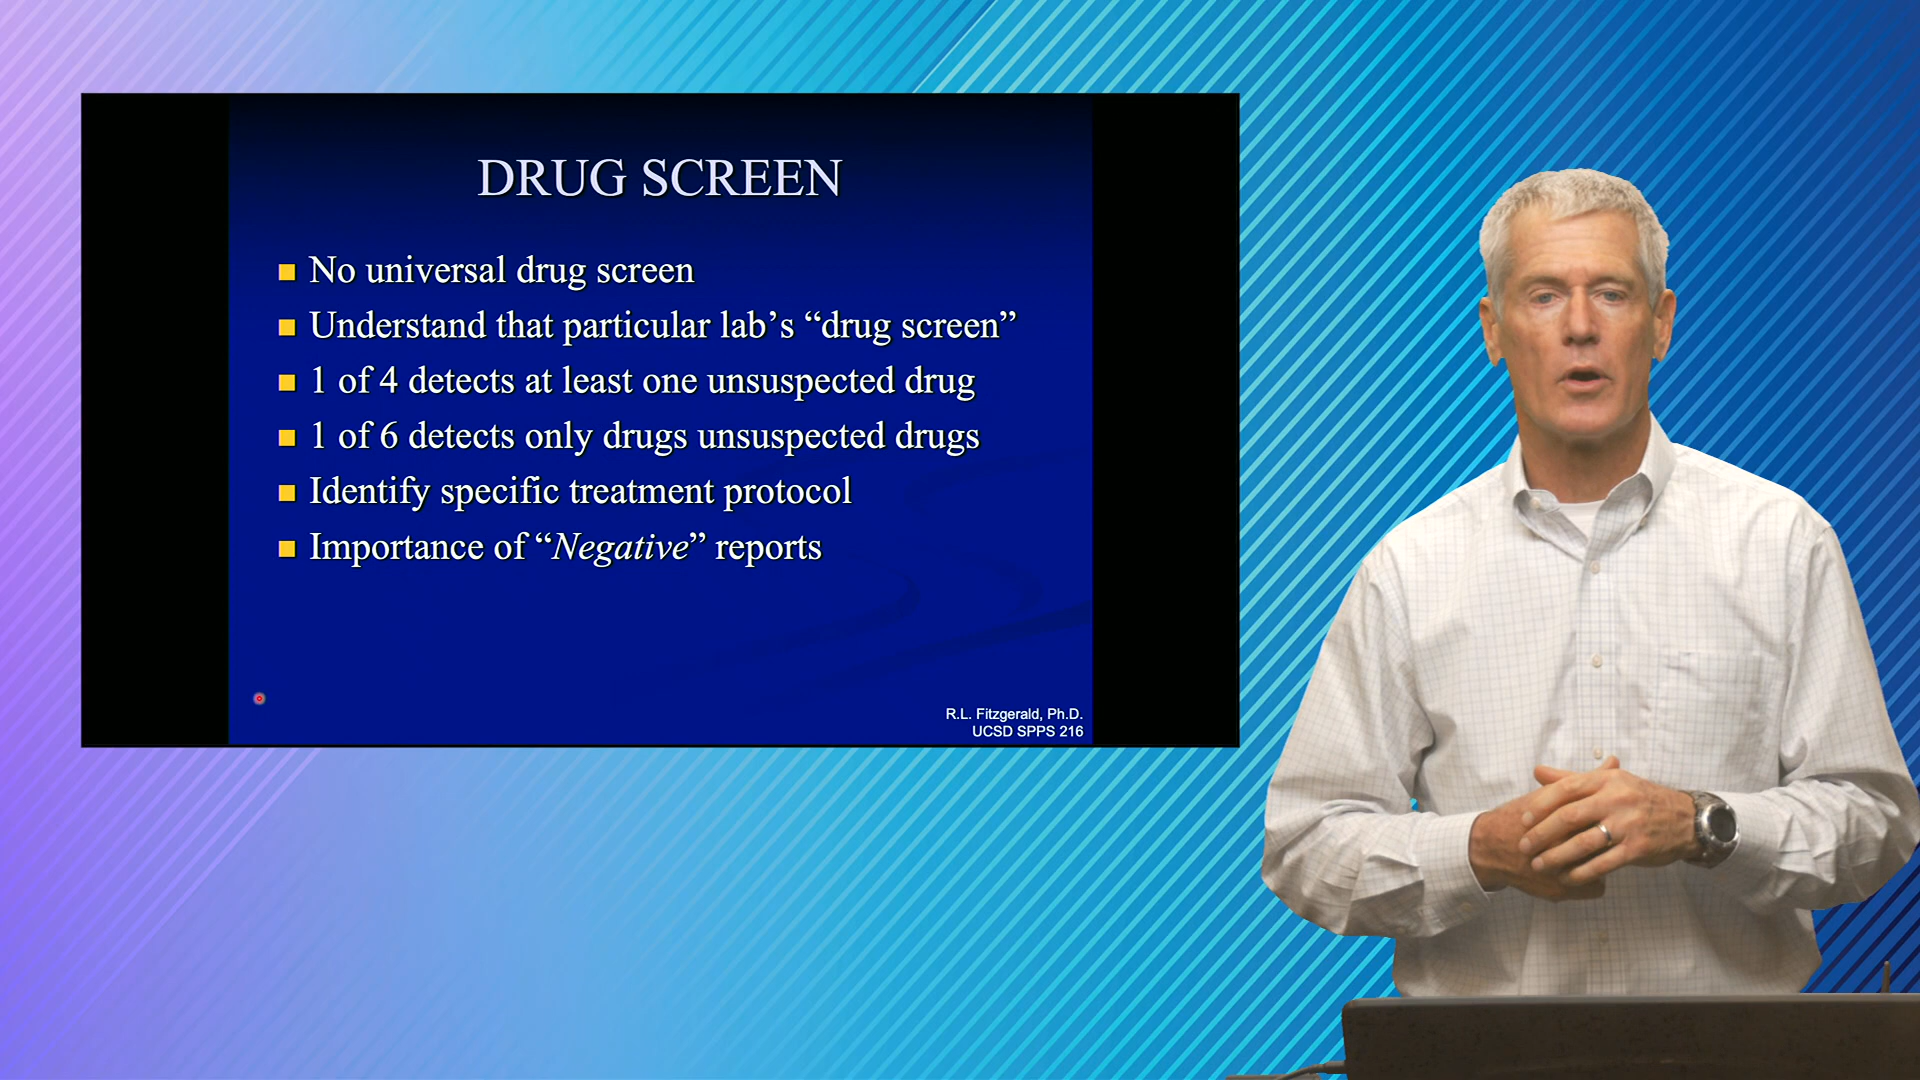 DRUG SCREEN
No universal drug screen
Understand that particular lab’s “drug screen”
1 of 4 detects at least one unsuspected drug
1 of 6 detects only drugs unsuspected drugs
Identify specific treatment protocol
Importance of “Negative” reports
R.L. Fitzgerald, Ph.D.
UCSD SPPS 216